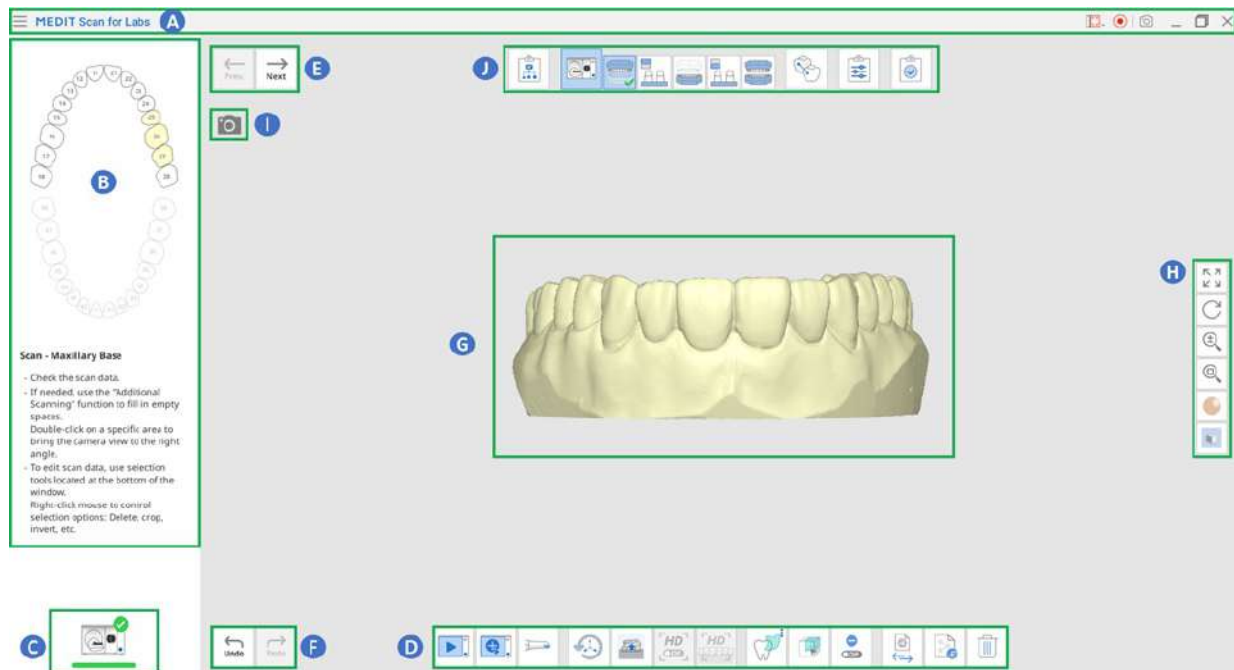 MEDIT Scan for Labs
A
E
Prev.
Next
J
I
B
H
G
Scan - Maxillary Base
- Check the scan data.
- If needed, use the "Additional
Scanning" function to fill in empty
spaces.
Double-click on a specific area to
bring the camera view to the right
angle.
- To edit scan data, use selection
tools located at the bottom of the
window.
Right-click mouse to control
selection options: Delete, crop,
invert, etc.
C
Undo
Redo
F
D
HD
HD